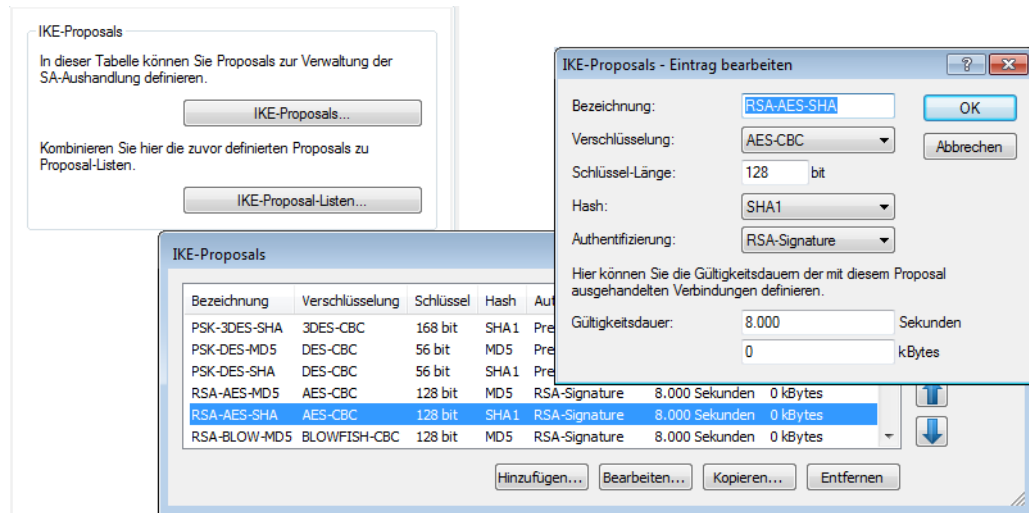 IKE-Proposals
In dieser Tabelle können Sie Proposals zur Verwaltung der
SA-Aushandlung definieren.
IKE-Proposals...
Kombinieren Sie hier die zuvor definierten Proposals zu
Proposal-Listen.
IKE-Proposal-Listen...
IKE-Proposals - Eintrag bearbeiten
Bezeichnung: RSA-AES-SHA OK
Verschlüsselung: AES-CBC Abbrechen
Schlüssel-Länge: 128 bit
Hash: SHA1
Authentifizierung: RSA-Signature
Hier können Sie die Gültigkeitsdauern der mit diesem Proposal
ausgehandelten Verbindungen definieren.
Gültigkeitsdauer: 8.000 Sekunden
0 kBytes
IKE-Proposals
Bezeichnung Verschlüsselung Schlüssel Hash Aut
PSK-3DES-SHA 3DES-CBC 168 bit SHA1 Pre
PSK-DES-MD5 DES-CBC 56 bit MD5 Pre
PSK-DES-SHA DES-CBC 56 bit SHA1 Pre
RSA-AES-MD5 AES-CBC 128 bit MD5 RSA-Signature 8.000 Sekunden 0 kBytes
RSA-AES-SHA AES-CBC 128 bit SHA1 RSA-Signature 8.000 Sekunden 0 kBytes
RSA-BLOW-MD5 BLOWFISH-CBC 128 bit MD5 RSA-Signature 8.000 Sekunden 0 kBytes
Hinzufügen... Bearbeiten... Kopieren... Entfernen